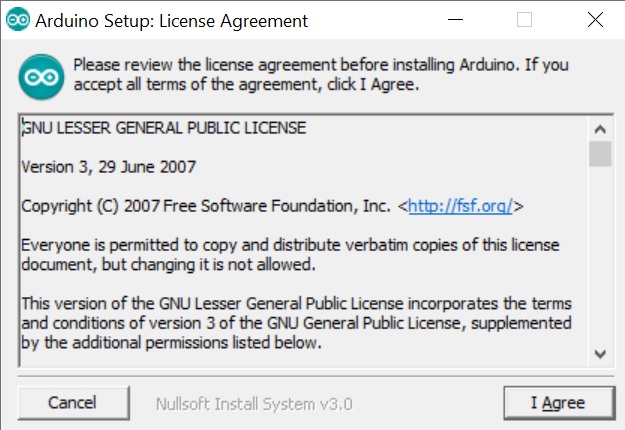 Arduino Setup: License Agreement
Please review the license agreement before installing Arduino. If you
accept all terms of the agreement, click I Agree.
GNU LESSER GENERAL PUBLIC LICENSE
Version 3, 29 June 2007
Copyright (C) 2007 Free Software Foundation, Inc. <http://fsf.org/>
Everyone is permitted to copy and distribute verbatim copies of this license
document, but changing it is not allowed.
This version of the GNU Lesser General Public License incorporates the terms
and conditions of version 3 of the GNU General Public License, supplemented
by the additional permissions listed below.
Cancel
Nullsoft Install System v3.0
I Agree